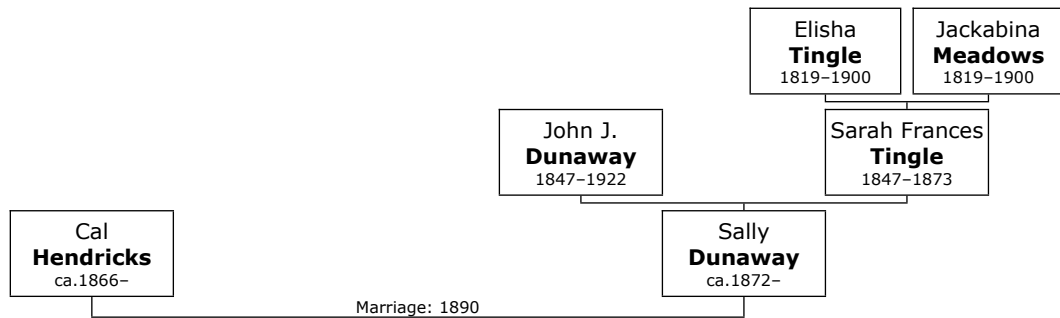 Elisha
Tingle
1819–1900
Jackabina
Meadows
1819–1900
John J.
Dunaway
1847–1922
Sarah Frances
Tingle
1847–1873
Cal
Hendricks
ca.1866–
Sally
Dunaway
ca.1872–
Marriage: 1890